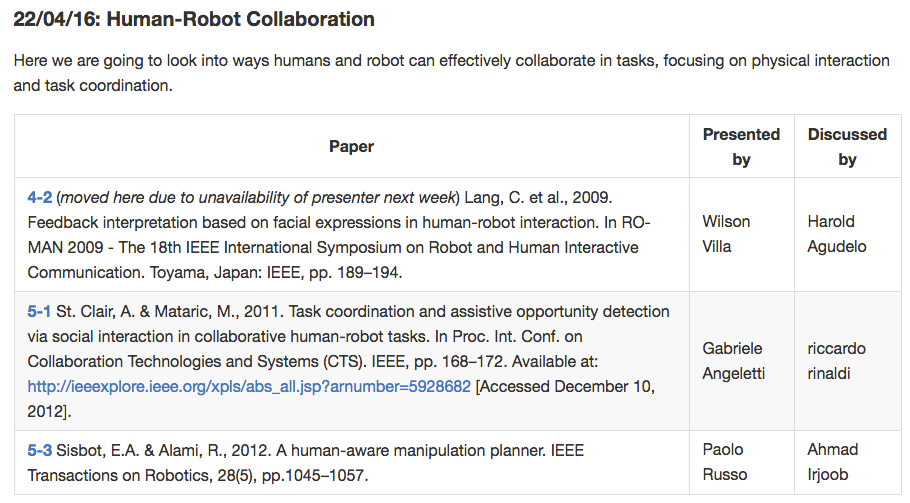 22/04/16: Human-Robot Collaboration
Here we are going to look into ways humans and robot can effectively collaborate in tasks, focusing on physical interaction
and task coordination.
Paper
Presented
by
Discussed
by
4-2 (moved here due to unavailability of presenter next week) Lang, C. et al., 2009.
Feedback interpretation based on facial expressions in human-robot interaction. In RO-
MAN 2009 - The 18th IEEE International Symposium on Robot and Human Interactive
Communication. Toyama, Japan: IEEE, pp. 189–194.
Wilson
Villa
Harold
Agudelo
5-1 St. Clair, A. & Mataric, M., 2011. Task coordination and assistive opportunity detection
via social interaction in collaborative human-robot tasks. In Proc. Int. Conf. on
Collaboration Technologies and Systems (CTS). IEEE, pp. 168–172. Available at:
http://ieeexplore.ieee.org/xpls/abs_all.jsp?arnumber=5928682 [Accessed December 10,
2012].
Gabriele
Angeletti
riccardo
rinaldi
5-3 Sisbot, E.A. & Alami, R., 2012. A human-aware manipulation planner. IEEE
Transactions on Robotics, 28(5), pp.1045–1057.
Paolo
Russo
Ahmad
Irjoob